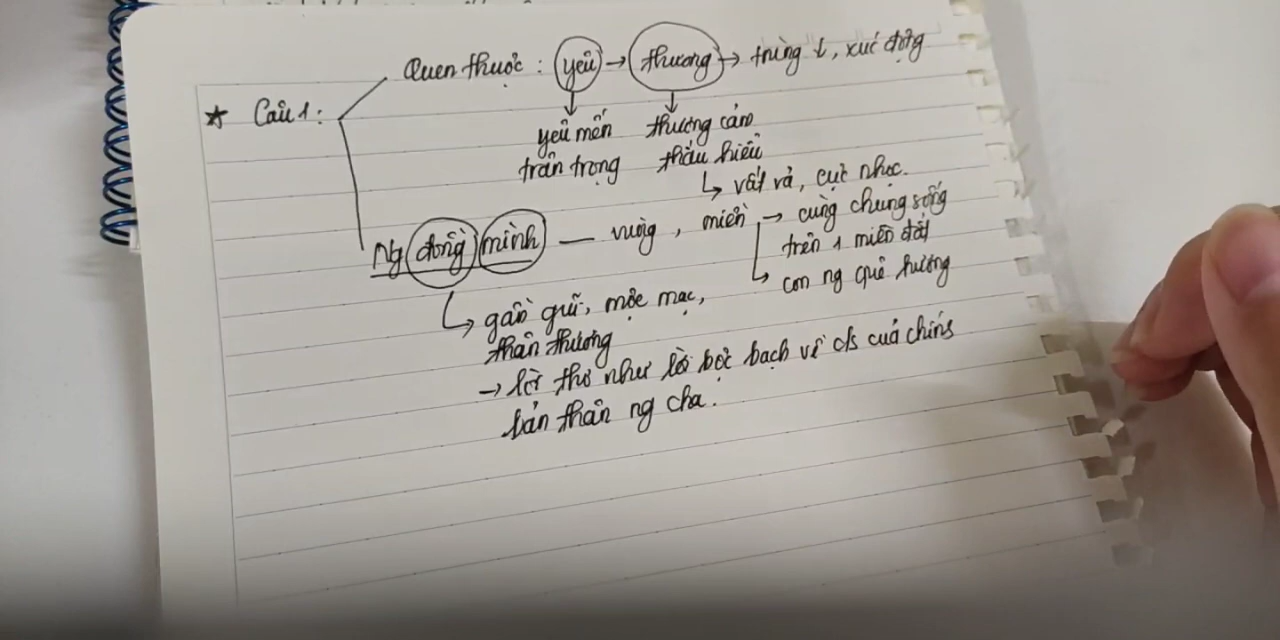 Quen thuộc : yêu → thương → trùng ↓, xúc động
* Câu 1 :
yêu mến thương cảm
trân trọng thấu hiểu
↳ vất vả, cực nhọc.
Ng đồng mình — vùng, miền → cùng chung sống
trên 1 miền đất
↳ con ng quê hương
↳ gần gũi, mộc mạc,
thân thương
→ lời thơ như lời bộc bạch về c/s của chính
bản thân ng cha.